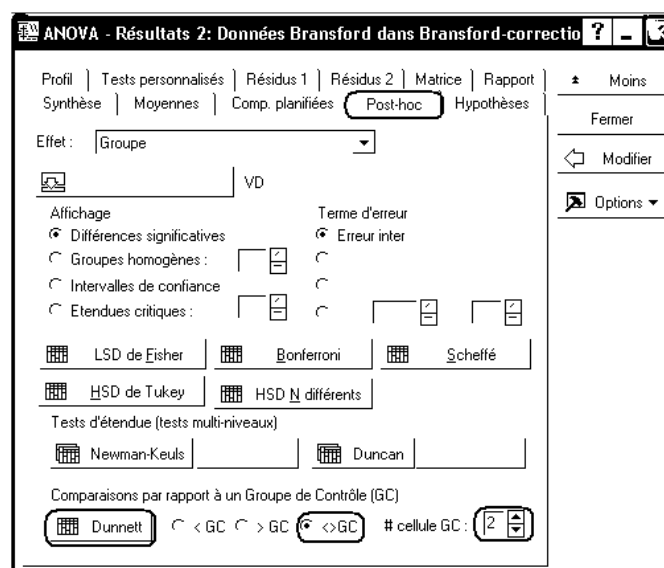 ANOVA - Résultats 2: Données Bransford dans Bransford-correctio
Profil Tests personnalisés Résidus 1 Résidus 2 Matrice Rapport
Synthèse Moyennes Comp. planifiées Post-hoc Hypothèses
Moins
Fermer
Modifier
Options
Effet : Groupe
VD
Affichage Terme d'erreur
Différences significatives Erreur inter
Groupes homogènes :
Intervalles de confiance
Etendues critiques :
LSD de Fisher Bonferroni Scheffé
HSD de Tukey HSD N différents
Tests d'étendue (tests multi-niveaux)
Newman-Keuls Duncan
Comparaisons par rapport à un Groupe de Contrôle (GC)
Dunnett < GC > GC <>GC # cellule GC : 2